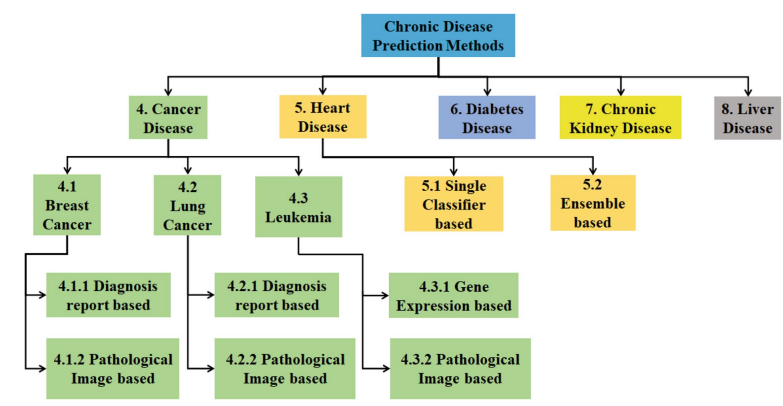 Chronic Disease
Prediction Methods
4. Cancer
Disease
5. Heart
Disease
6. Diabetes
Disease
7. Chronic
Kidney Disease
8. Liver
Disease
4.1
Breast
Cancer
4.2
Lung
Cancer
4.3
Leukemia
5.1 Single
Classifier
based
5.2
Ensemble
based
4.1.1 Diagnosis
report based
4.2.1 Diagnosis
report based
4.3.1 Gene
Expression based
4.1.2 Pathological
Image based
4.2.2 Pathological
Image based
4.3.2 Pathological
Image based